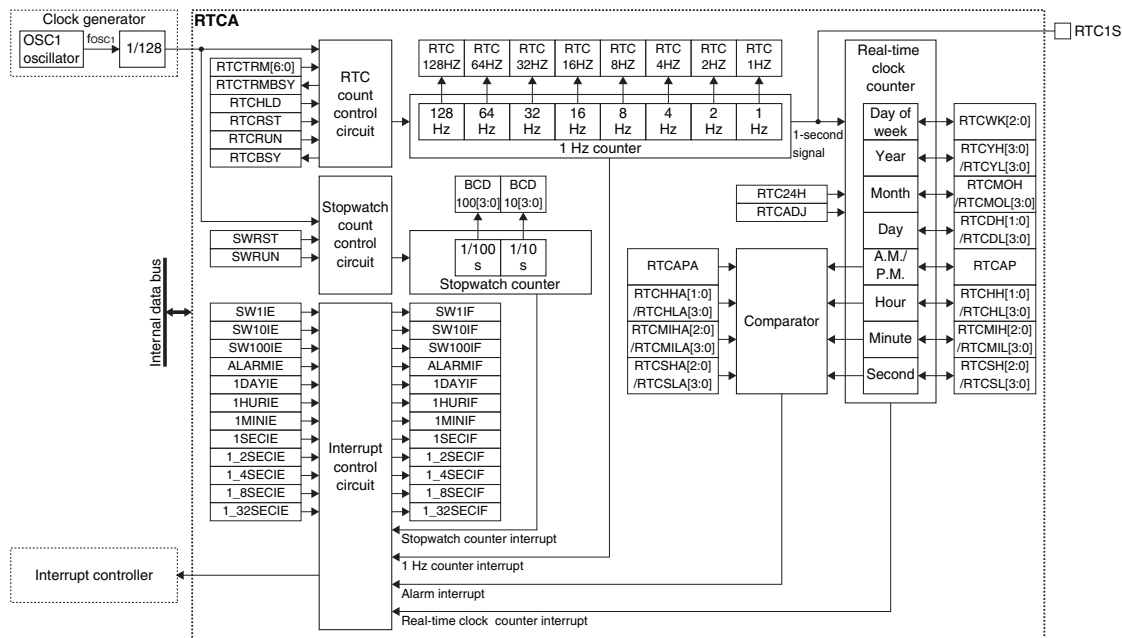 Clock generator
OSC1
oscillator
fOSC1
1/128
RTCA
RTC1S
RTCTRM[6:0]
RTCTRMBSY
RTCHLD
RTCRST
RTCRUN
RTCBSY
RTC
count
control
circuit
RTC
128HZ
RTC
64HZ
RTC
32HZ
RTC
16HZ
RTC
8HZ
RTC
4HZ
RTC
2HZ
RTC
1HZ
128
Hz
64
Hz
32
Hz
16
Hz
8
Hz
4
Hz
2
Hz
1
Hz
1 Hz counter
1-second
signal
Real-time
clock
counter
Day of
week
Year
Month
Day
A.M./
P.M.
Hour
Minute
Second
RTCWK[2:0]
RTCYH[3:0]
/RTCYL[3:0]
RTCMOH
/RTCMOL[3:0]
RTCDH[1:0]
/RTCDL[3:0]
RTCAP
RTCHH[1:0]
/RTCHL[3:0]
RTCMIH[2:0]
/RTCMIL[3:0]
RTCSH[2:0]
/RTCSL[3:0]
RTC24H
RTCADJ
SWRST
SWRUN
Stopwatch
count
control
circuit
BCD
100[3:0]
BCD
10[3:0]
1/100
s
1/10
s
Stopwatch counter
RTCAPA
RTCHHA[1:0]
/RTCHLA[3:0]
RTCMIHA[2:0]
/RTCMILA[3:0]
RTCSHA[2:0]
/RTCSLA[3:0]
Comparator
Internal data bus
SW1IE
SW10IE
SW100IE
ALARMIE
1DAYIE
1HURIE
1MINIE
1SECIE
1_2SECIE
1_4SECIE
1_8SECIE
1_32SECIE
Interrupt
control
circuit
SW1IF
SW10IF
SW100IF
ALARMIF
1DAYIF
1HURIF
1MINIF
1SECIF
1_2SECIF
1_4SECIF
1_8SECIF
1_32SECIF
Stopwatch counter interrupt
1 Hz counter interrupt
Alarm interrupt
Real-time clock counter interrupt
Interrupt controller